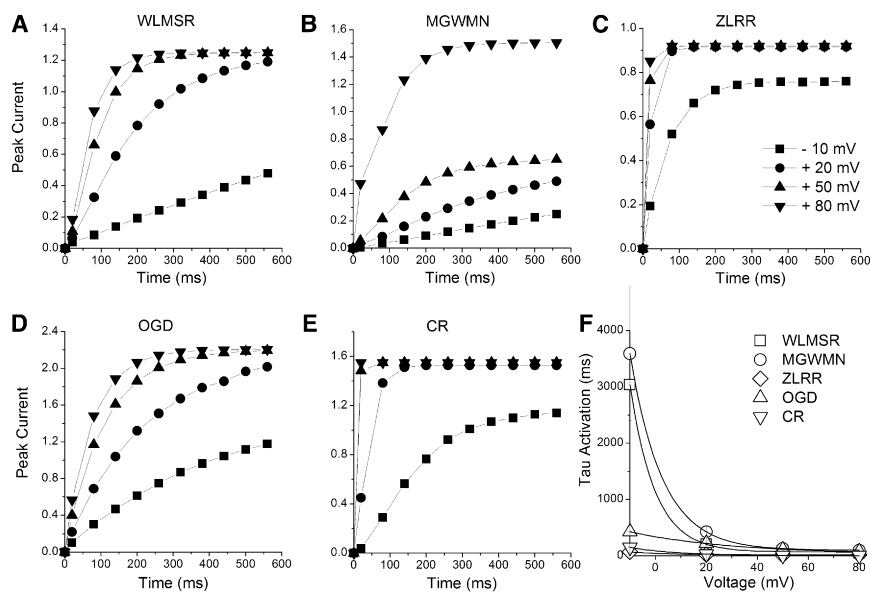 A
WLMSR
Peak Current
1.4
1.2
1.0
0.8
0.6
0.4
0.2
0.0
0 100 200 300 400 500 600
Time (ms)
B
MGWMN
1.6
1.4
1.2
1.0
0.8
0.6
0.4
0.2
0.0
0 100 200 300 400 500 600
Time (ms)
C
ZLRR
1.0
0.8
0.6
0.4
0.2
0.0
- 10 mV
+ 20 mV
+ 50 mV
+ 80 mV
0 100 200 300 400 500 600
Time (ms)
D
OGD
Peak Current
2.4
2.0
1.6
1.2
0.8
0.4
0.0
0 100 200 300 400 500 600
Time (ms)
E
CR
1.6
1.2
0.8
0.4
0.0
0 100 200 300 400 500 600
Time (ms)
F
Tau Activation (ms)
4000
3000
2000
1000
0
WLMSR
MGWMN
ZLRR
OGD
CR
0 20 40 60 80
Voltage (mV)